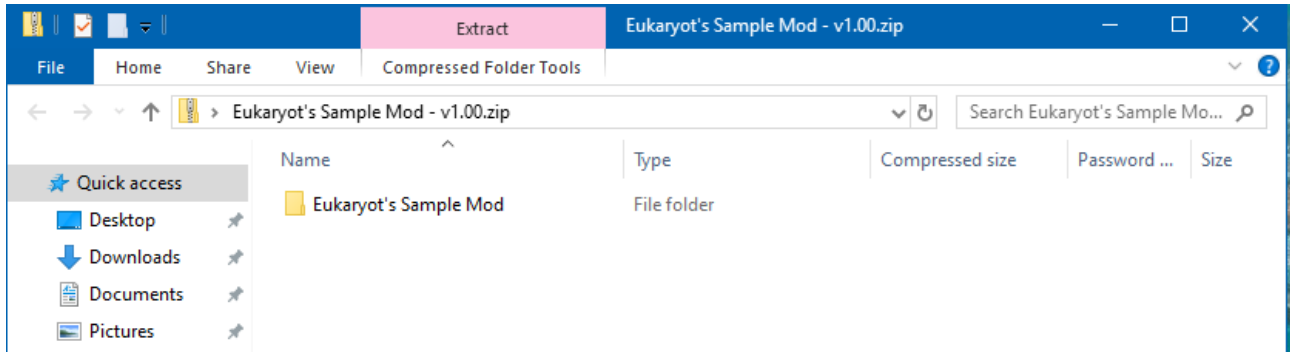 Extract Eukaryot's Sample Mod - v1.00.zip
File Home Share View Compressed Folder Tools
Eukaryot's Sample Mod - v1.00.zip Search Eukaryot's Sample Mo...
Name Type Compressed size Password ... Size
Quick access
Eukaryot's Sample Mod File folder
Desktop
Downloads
Documents
Pictures